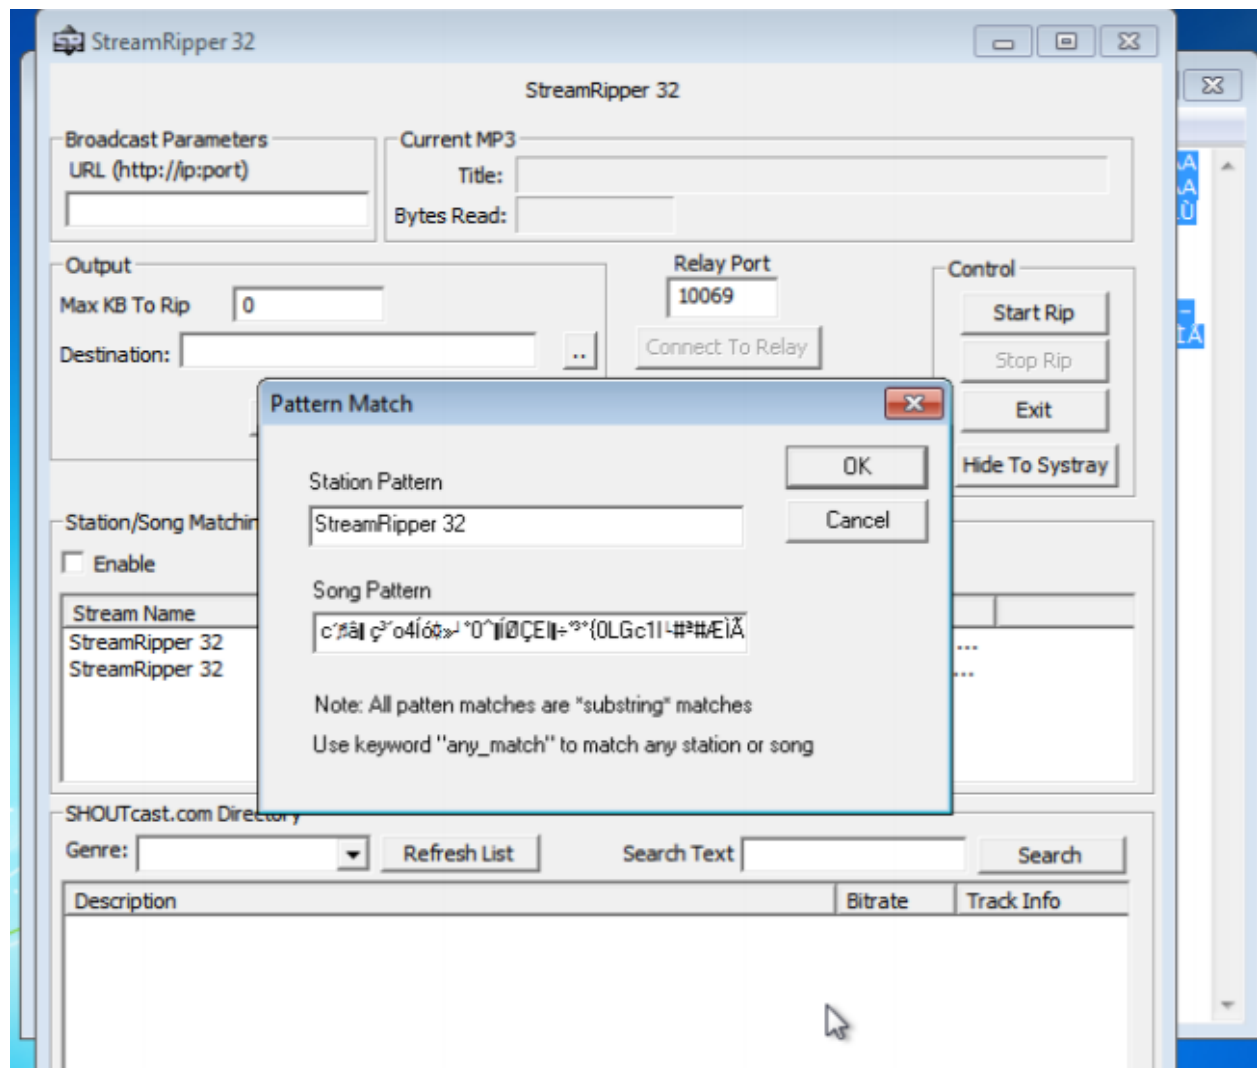 StreamRipper 32
StreamRipper 32
Broadcast Parameters
URL (http://ip:port)
Current MP3
Title:
Bytes Read:
Output
Max KB To Rip 0
Destination: ..
Relay Port
10069
Connect To Relay
Control
Start Rip
Stop Rip
Exit
Hide To Systray
Pattern Match
Station Pattern
StreamRipper 32
OK
Cancel
Song Pattern
Note: All patten matches are *substring* matches
Use keyword "any_match" to match any station or song
Station/Song Matchin
Enable
Stream Name
StreamRipper 32 ...
StreamRipper 32 ...
SHOUTcast.com Directory
Genre: Refresh List Search Text Search
Description Bitrate Track Info